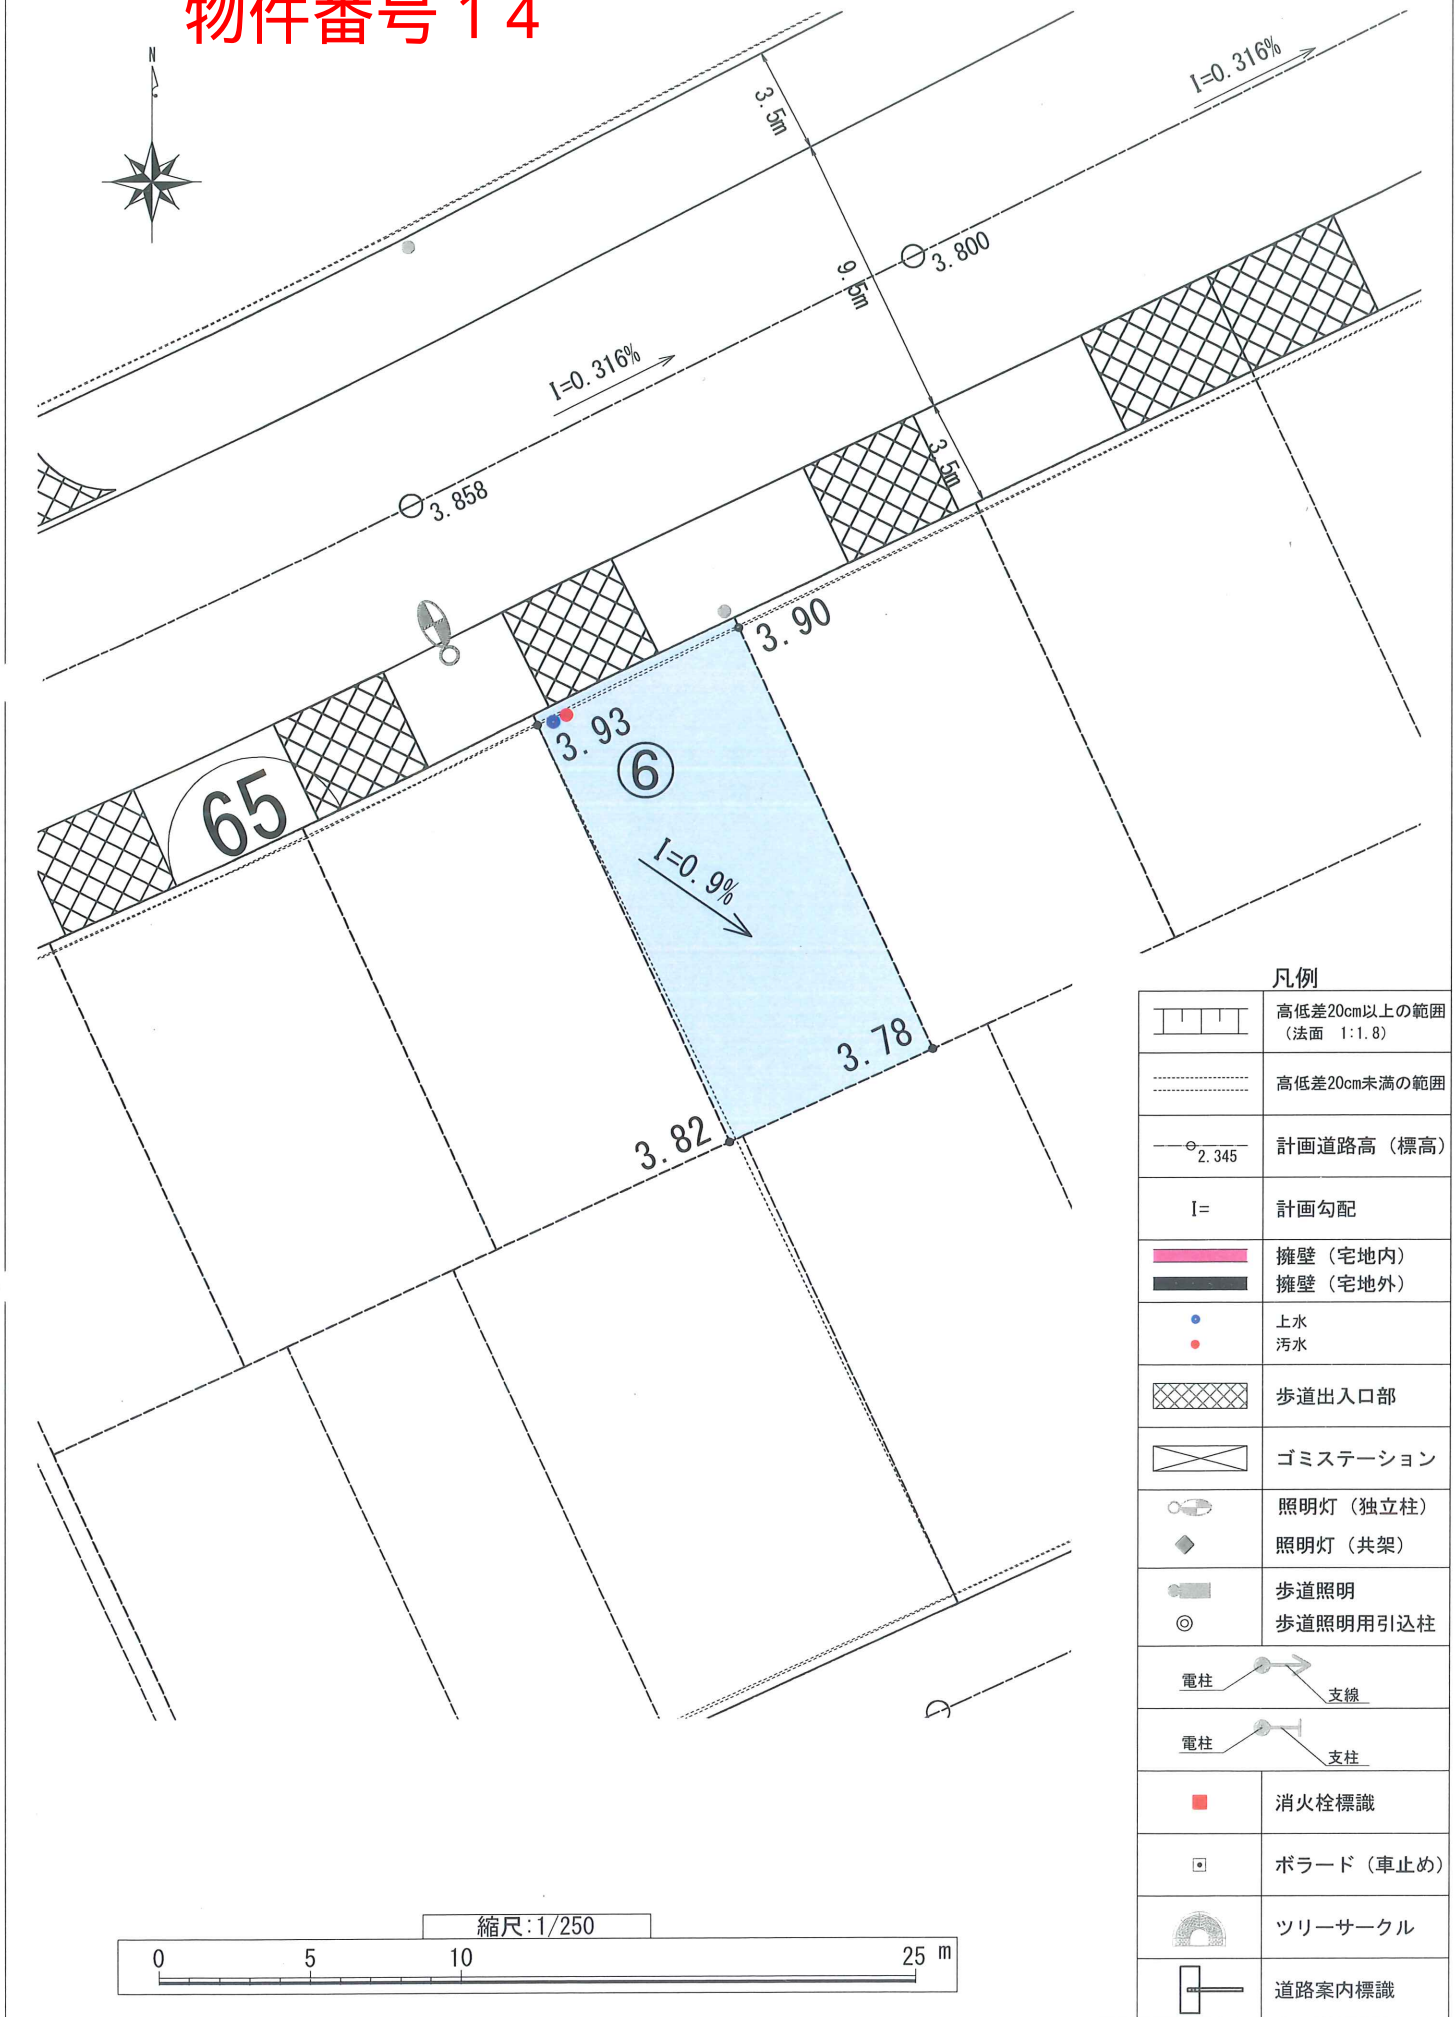 物件番号14
N
3.5m
I=0.316%
9.5m
3.800
I=0.316%
3.5m
3.858
3.90
3.93
⑥
65
I=0.9%
3.78
3.82
凡例
高低差20cm以上の範囲
(法面 1:1.8)
高低差20cm未満の範囲
2.345
計画道路高(標高)
I=
計画勾配
擁壁(宅地内)
擁壁(宅地外)
上水
汚水
歩道出入口部
ゴミステーション
照明灯(独立柱)
照明灯(共架)
歩道照明
歩道照明用引込柱
電柱
支線
電柱
支柱
消火栓標識
ボラード(車止め)
ツリーサークル
道路案内標識
縮尺:1/250
0 5 10 25 m